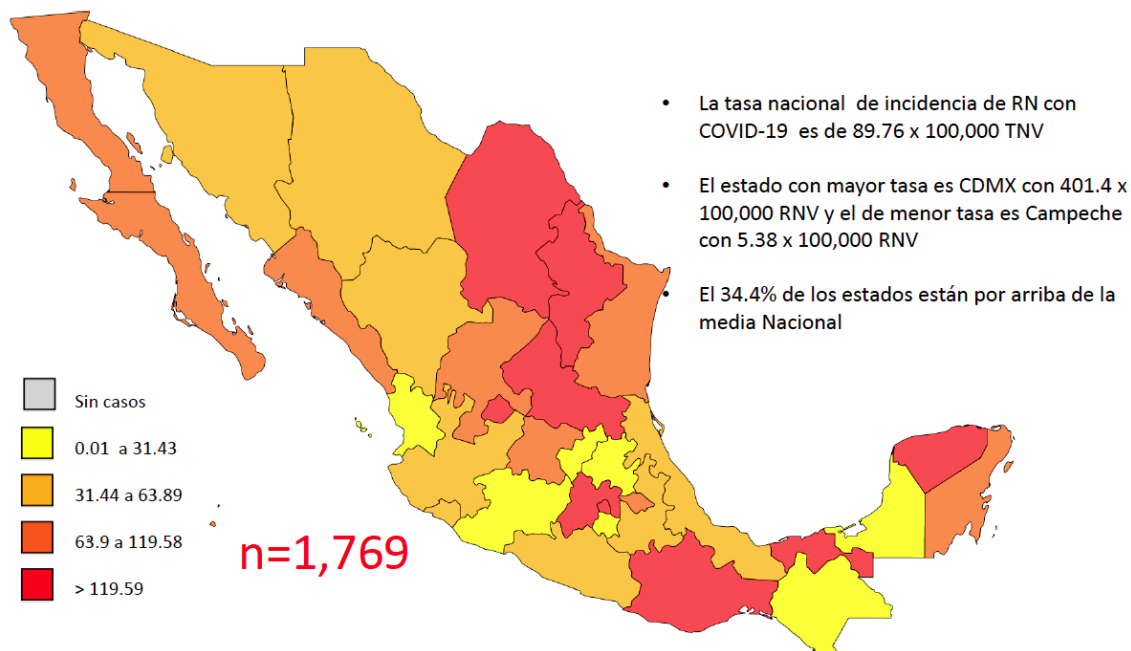 • La tasa nacional de incidencia de RN con
COVID-19 es de 89.76 x 100,000 TNV
• El estado con mayor tasa es CDMX con 401.4 x
100,000 RNV y el de menor tasa es Campeche
con 5.38 x 100,000 RNV
• El 34.4% de los estados están por arriba de la
media Nacional
Sin casos
0.01 a 31.43
31.44 a 63.89
63.9 a 119.58
> 119.59
n=1,769